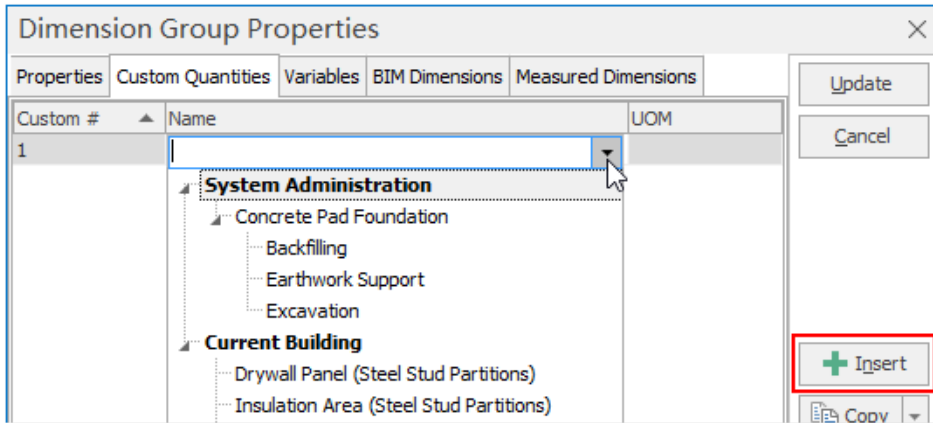 Dimension Group Properties
Properties Custom Quantities Variables BIM Dimensions Measured Dimensions
Update
Custom # Name UOM
Cancel
1
System Administration
Concrete Pad Foundation
Backfilling
Earthwork Support
Excavation
Current Building
Insert
Drywall Panel (Steel Stud Partitions)
Insulation Area (Steel Stud Partitions)
Copy